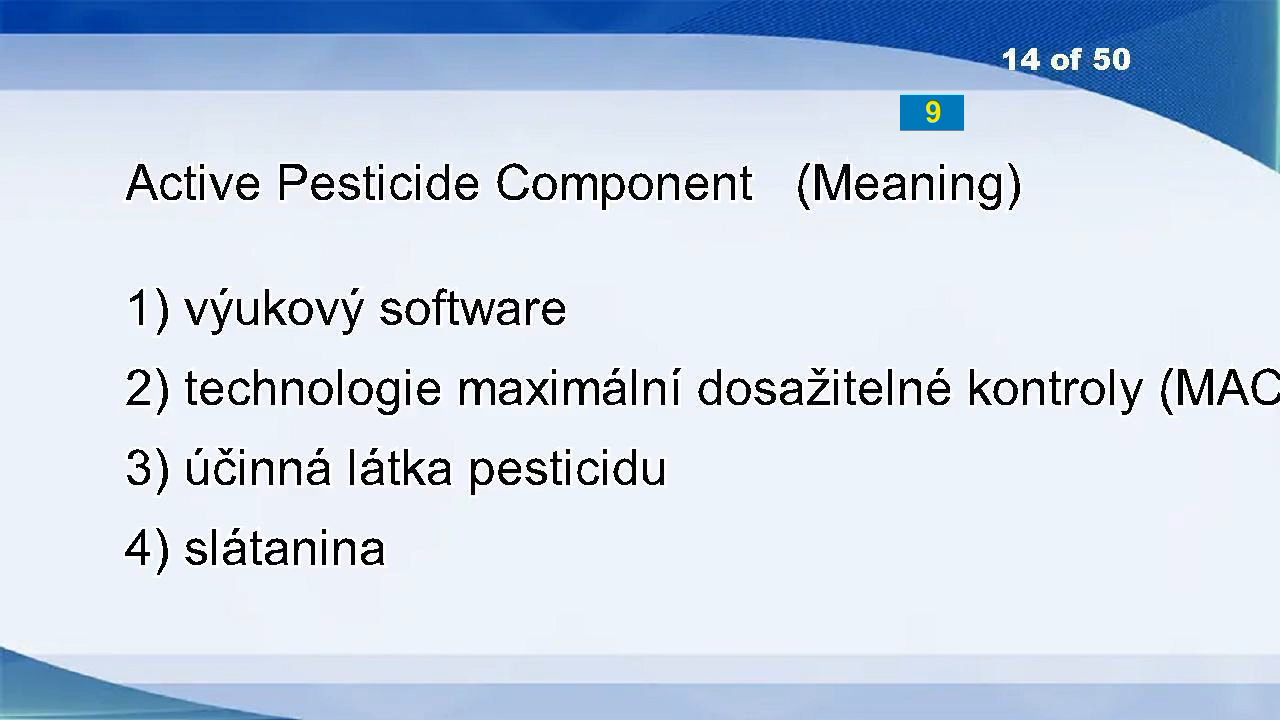 14 of 50
9
Active Pesticide Component (Meaning)
1) výukový software
2) technologie maximální dosažitelné kontroly (MAC
3) účinná látka pesticidu
4) slátanina